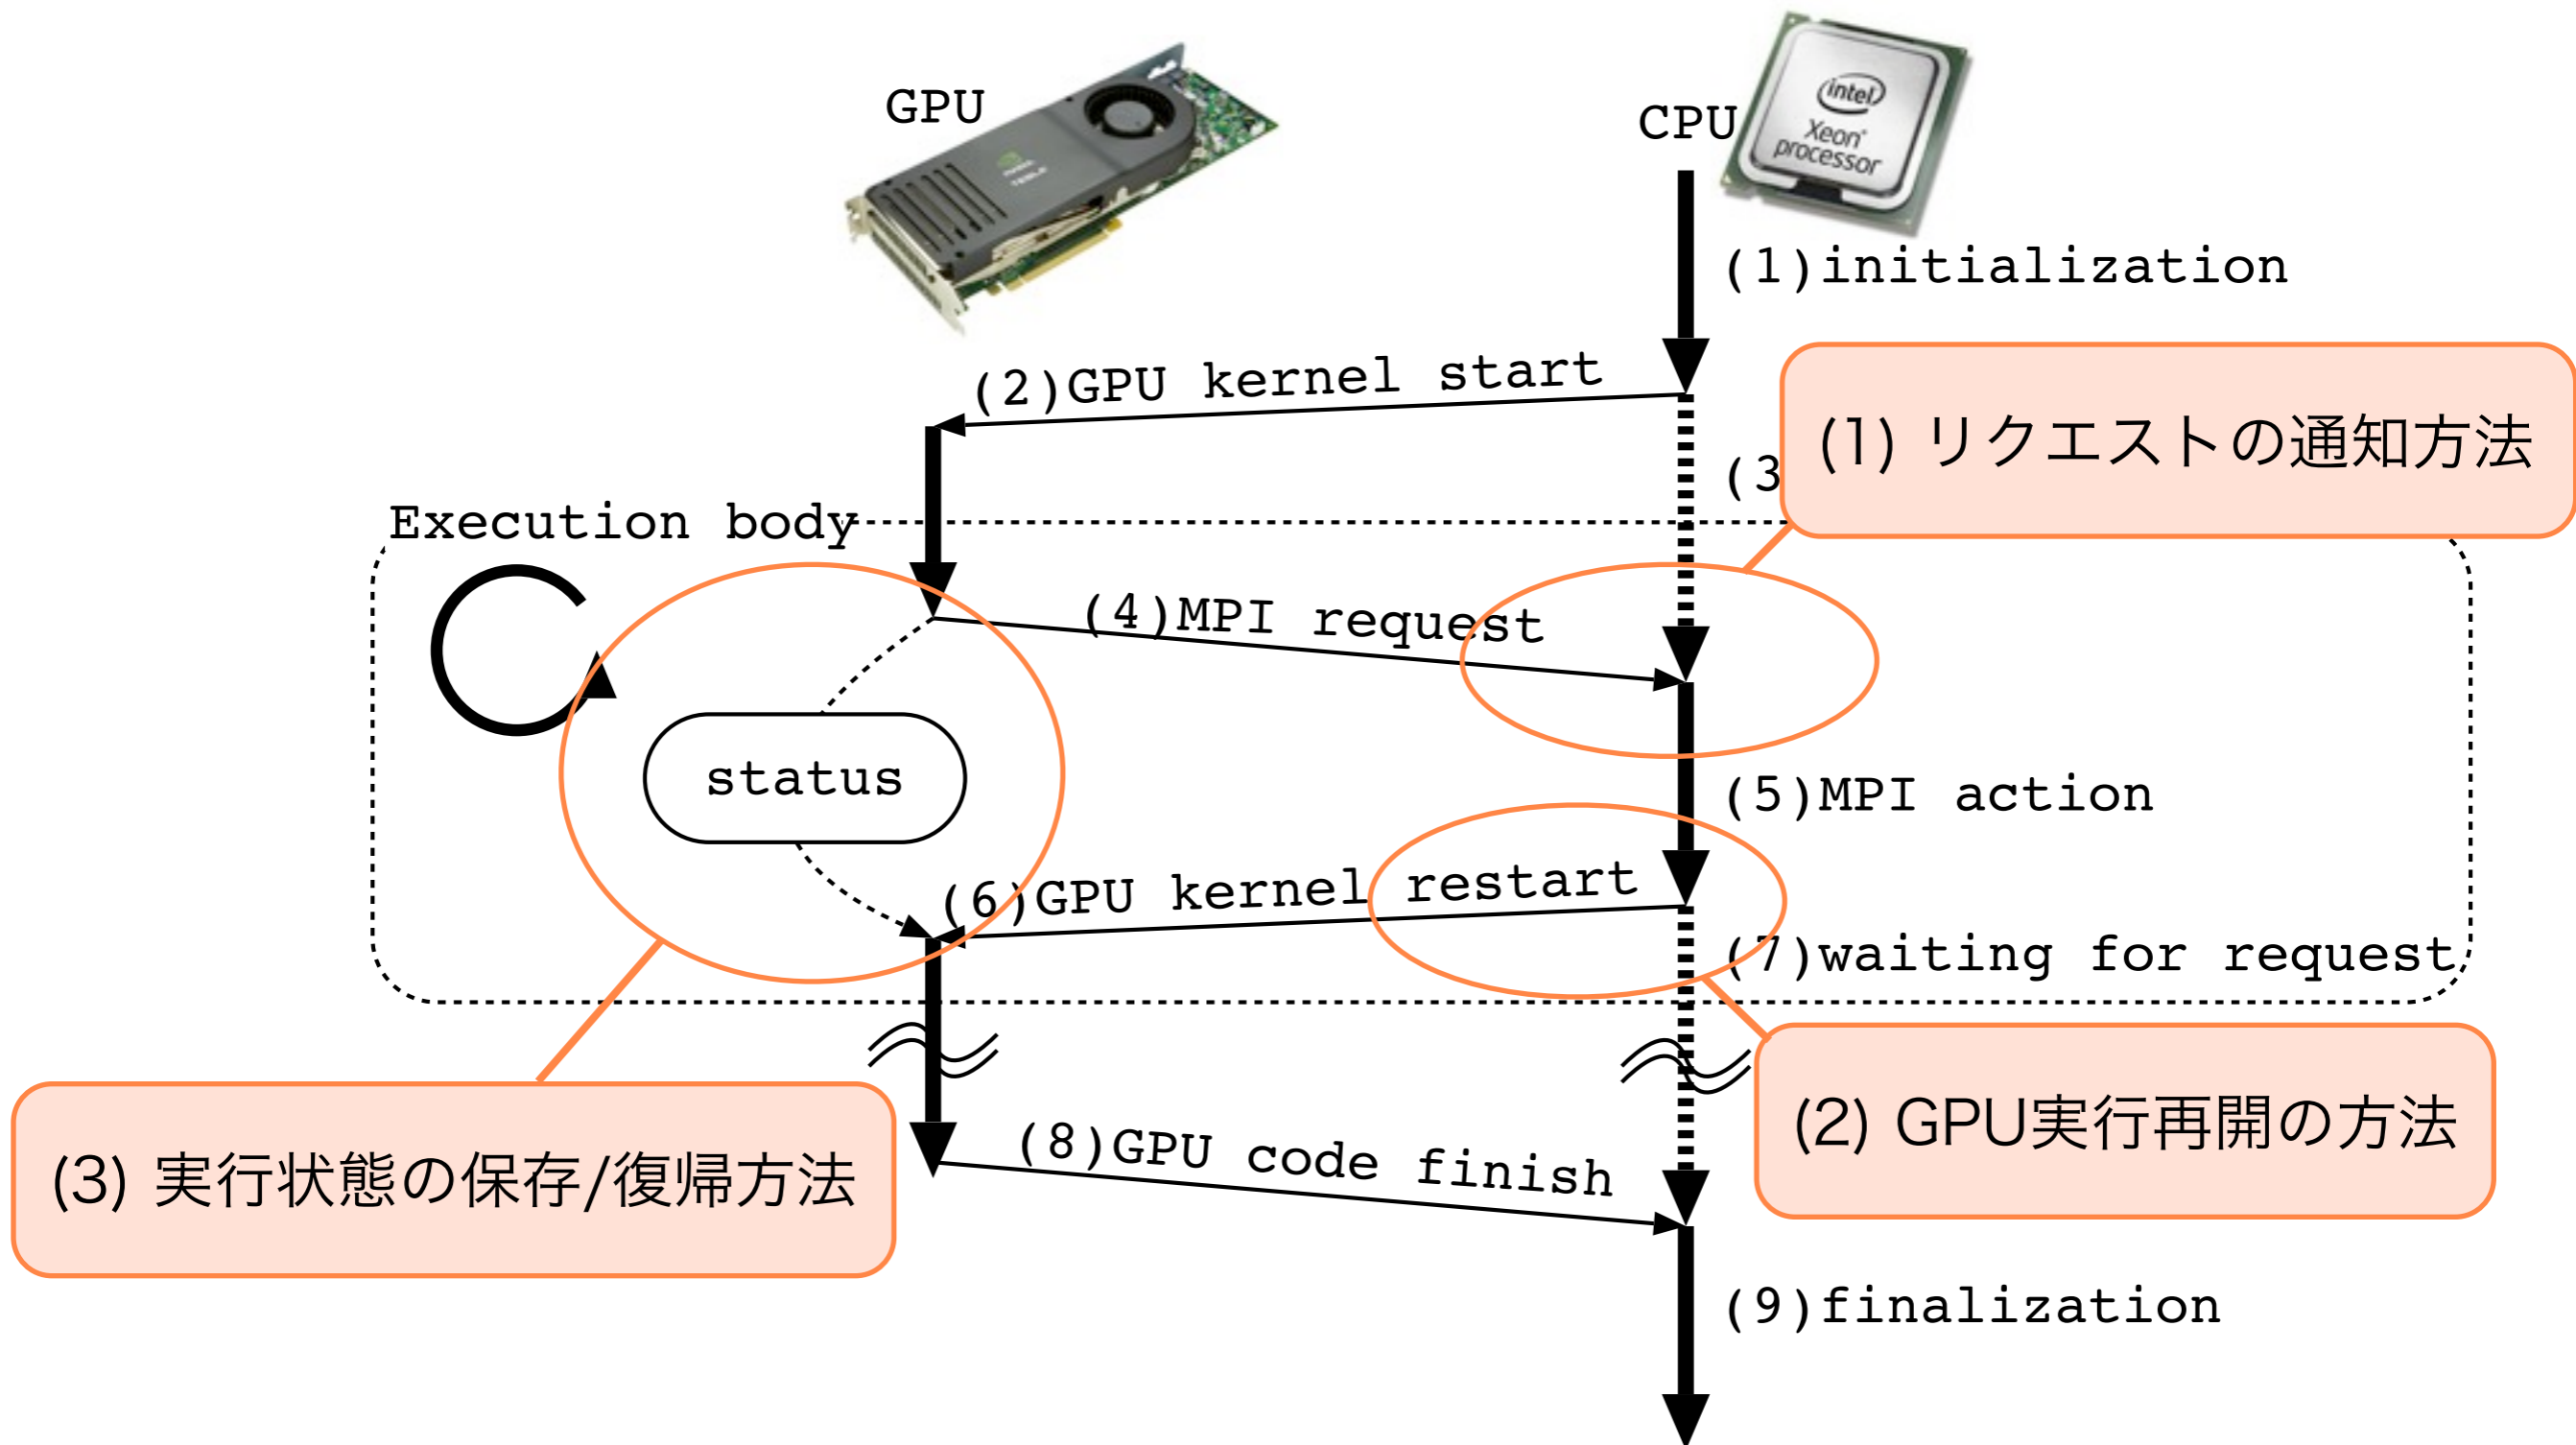 GPU
CPU
intel
Xeon®
processor
(1)initialization
(2)GPU kernel start
(1) リクエストの通知方法
(3
Execution body
(4)MPI request
status
(5)MPI action
(6)GPU kernel restart
(7)waiting for request
(2) GPU実行再開の方法
(3) 実行状態の保存/復帰方法
(8)GPU code finish
(9)finalization